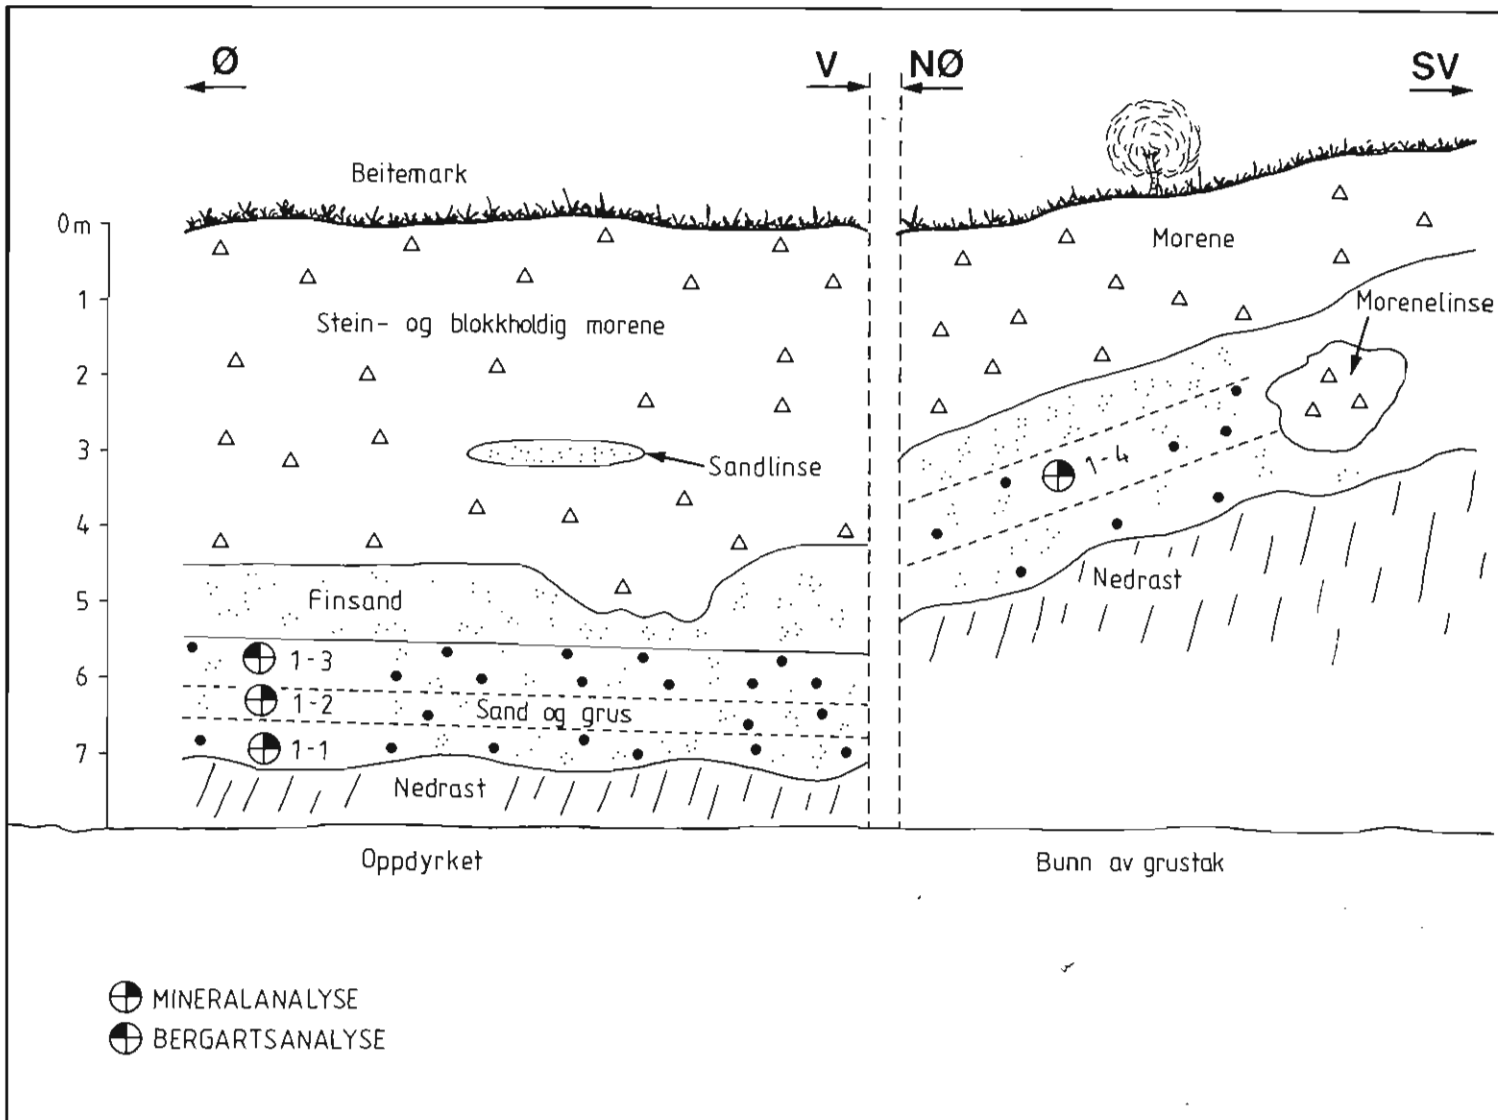 Ø
V
NØ
SV
Beitemark
0m
Morene
1
Stein- og blokkholdig morene
Morenelinse
2
3
Sandlinse
1-4
4
Nedrast
5
Finsand
1-3
6
1-2
Sand og grus
1-1
7
Nedrast
Oppdyrket
Bunn av grustak
MINERALANALYSE
BERGARTSANALYSE